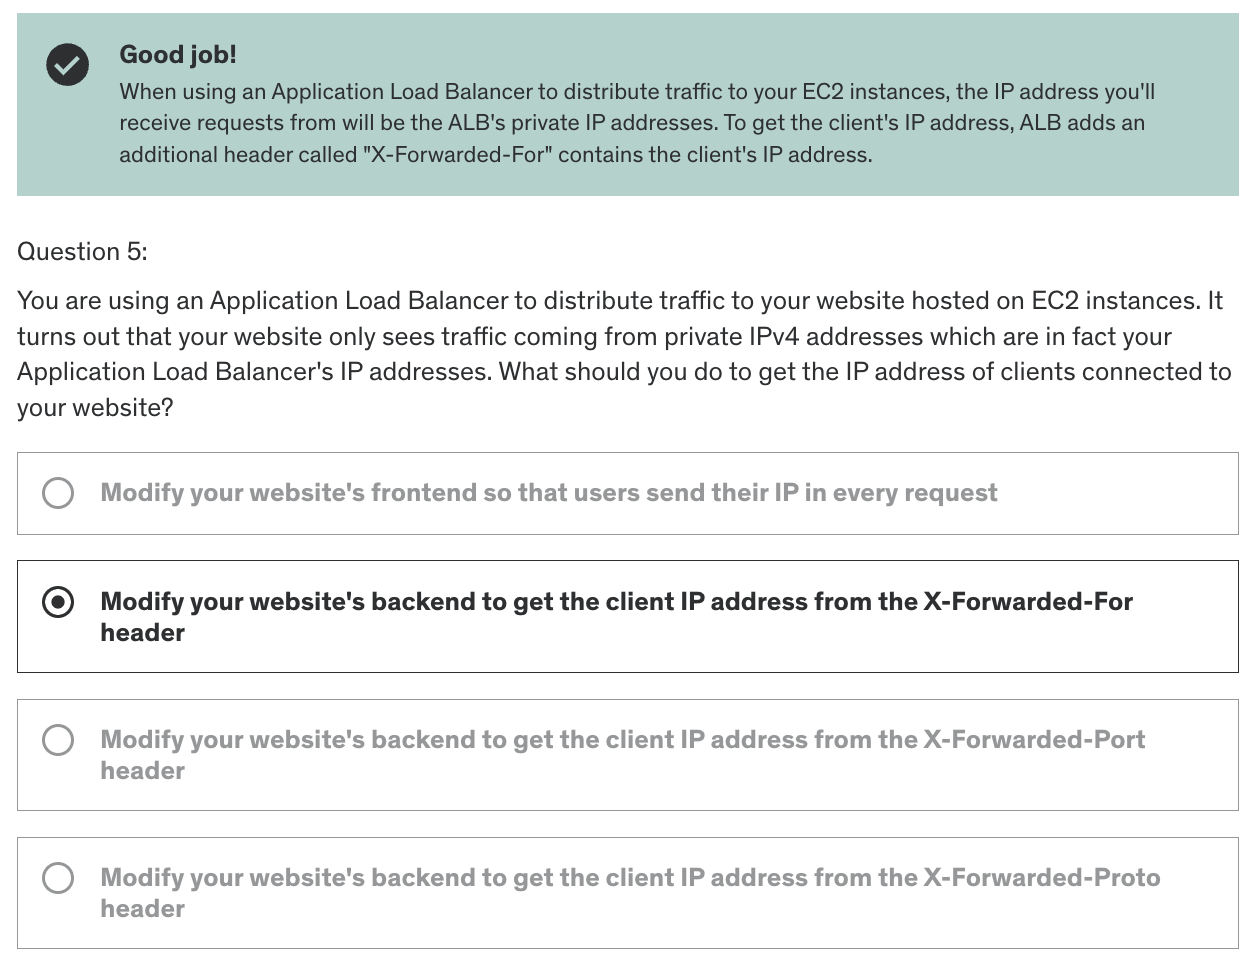 Good job!
When using an Application Load Balancer to distribute traffic to your EC2 instances, the IP address you'll
receive requests from will be the ALB's private IP addresses. To get the client's IP address, ALB adds an
additional header called "X-Forwarded-For" contains the client's IP address.
Question 5:
You are using an Application Load Balancer to distribute traffic to your website hosted on EC2 instances. It
turns out that your website only sees traffic coming from private IPv4 addresses which are in fact your
Application Load Balancer's IP addresses. What should you do to get the IP address of clients connected to
your website?
Modify your website's frontend so that users send their IP in every request
Modify your website's backend to get the client IP address from the X-Forwarded-For
header
Modify your website's backend to get the client IP address from the X-Forwarded-Port
header
Modify your website's backend to get the client IP address from the X-Forwarded-Proto
header